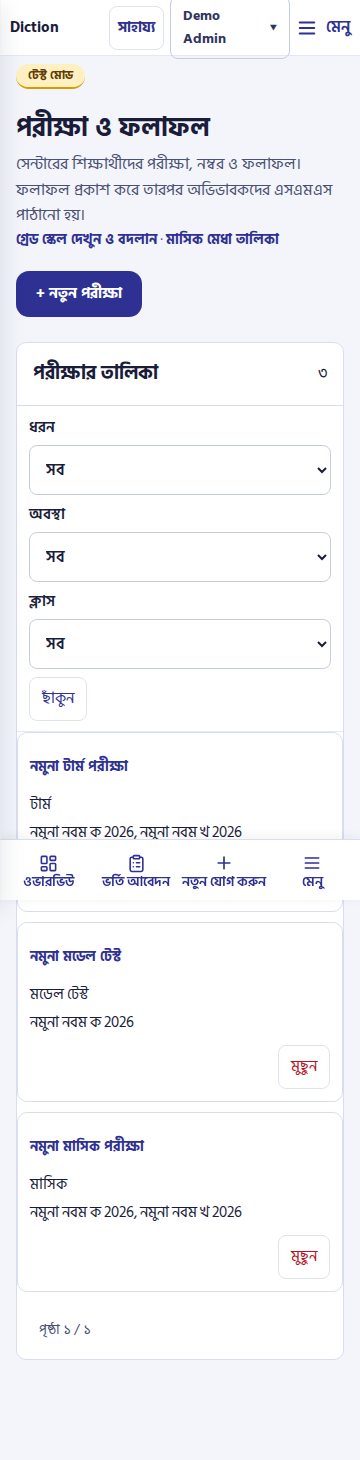 Diction
সাহায্য
Demo Admin
মেনু
টেস্ট মোড
পরীক্ষা ও ফলাফল
সেন্টারের শিক্ষার্থীদের পরীক্ষা, নম্বর ও ফলাফল।
ফলাফল প্রকাশ করে তারপর অভিভাবকদের এসএমএস
পাঠানো হয়।
গ্রেড স্কেল দেখুন ও বদলান · মাসিক মেধা তালিকা
+ নতুন পরীক্ষা
পরীক্ষার তালিকা
৩
ধরন
সব
অবস্থা
সব
ক্লাস
সব
ছাঁকুন
নমুনা টার্ম পরীক্ষা
টার্ম
নমুনা নবম ক 2026, নমুনা নবম খ 2026
ওভারভিউ
ভর্তি আবেদন
নতুন যোগ করুন
মেনু
নমুনা মডেল টেস্ট
মডেল টেস্ট
নমুনা নবম ক 2026
মুছুন
নমুনা মাসিক পরীক্ষা
মাসিক
নমুনা নবম ক 2026, নমুনা নবম খ 2026
মুছুন
পৃষ্ঠা ১ / ১